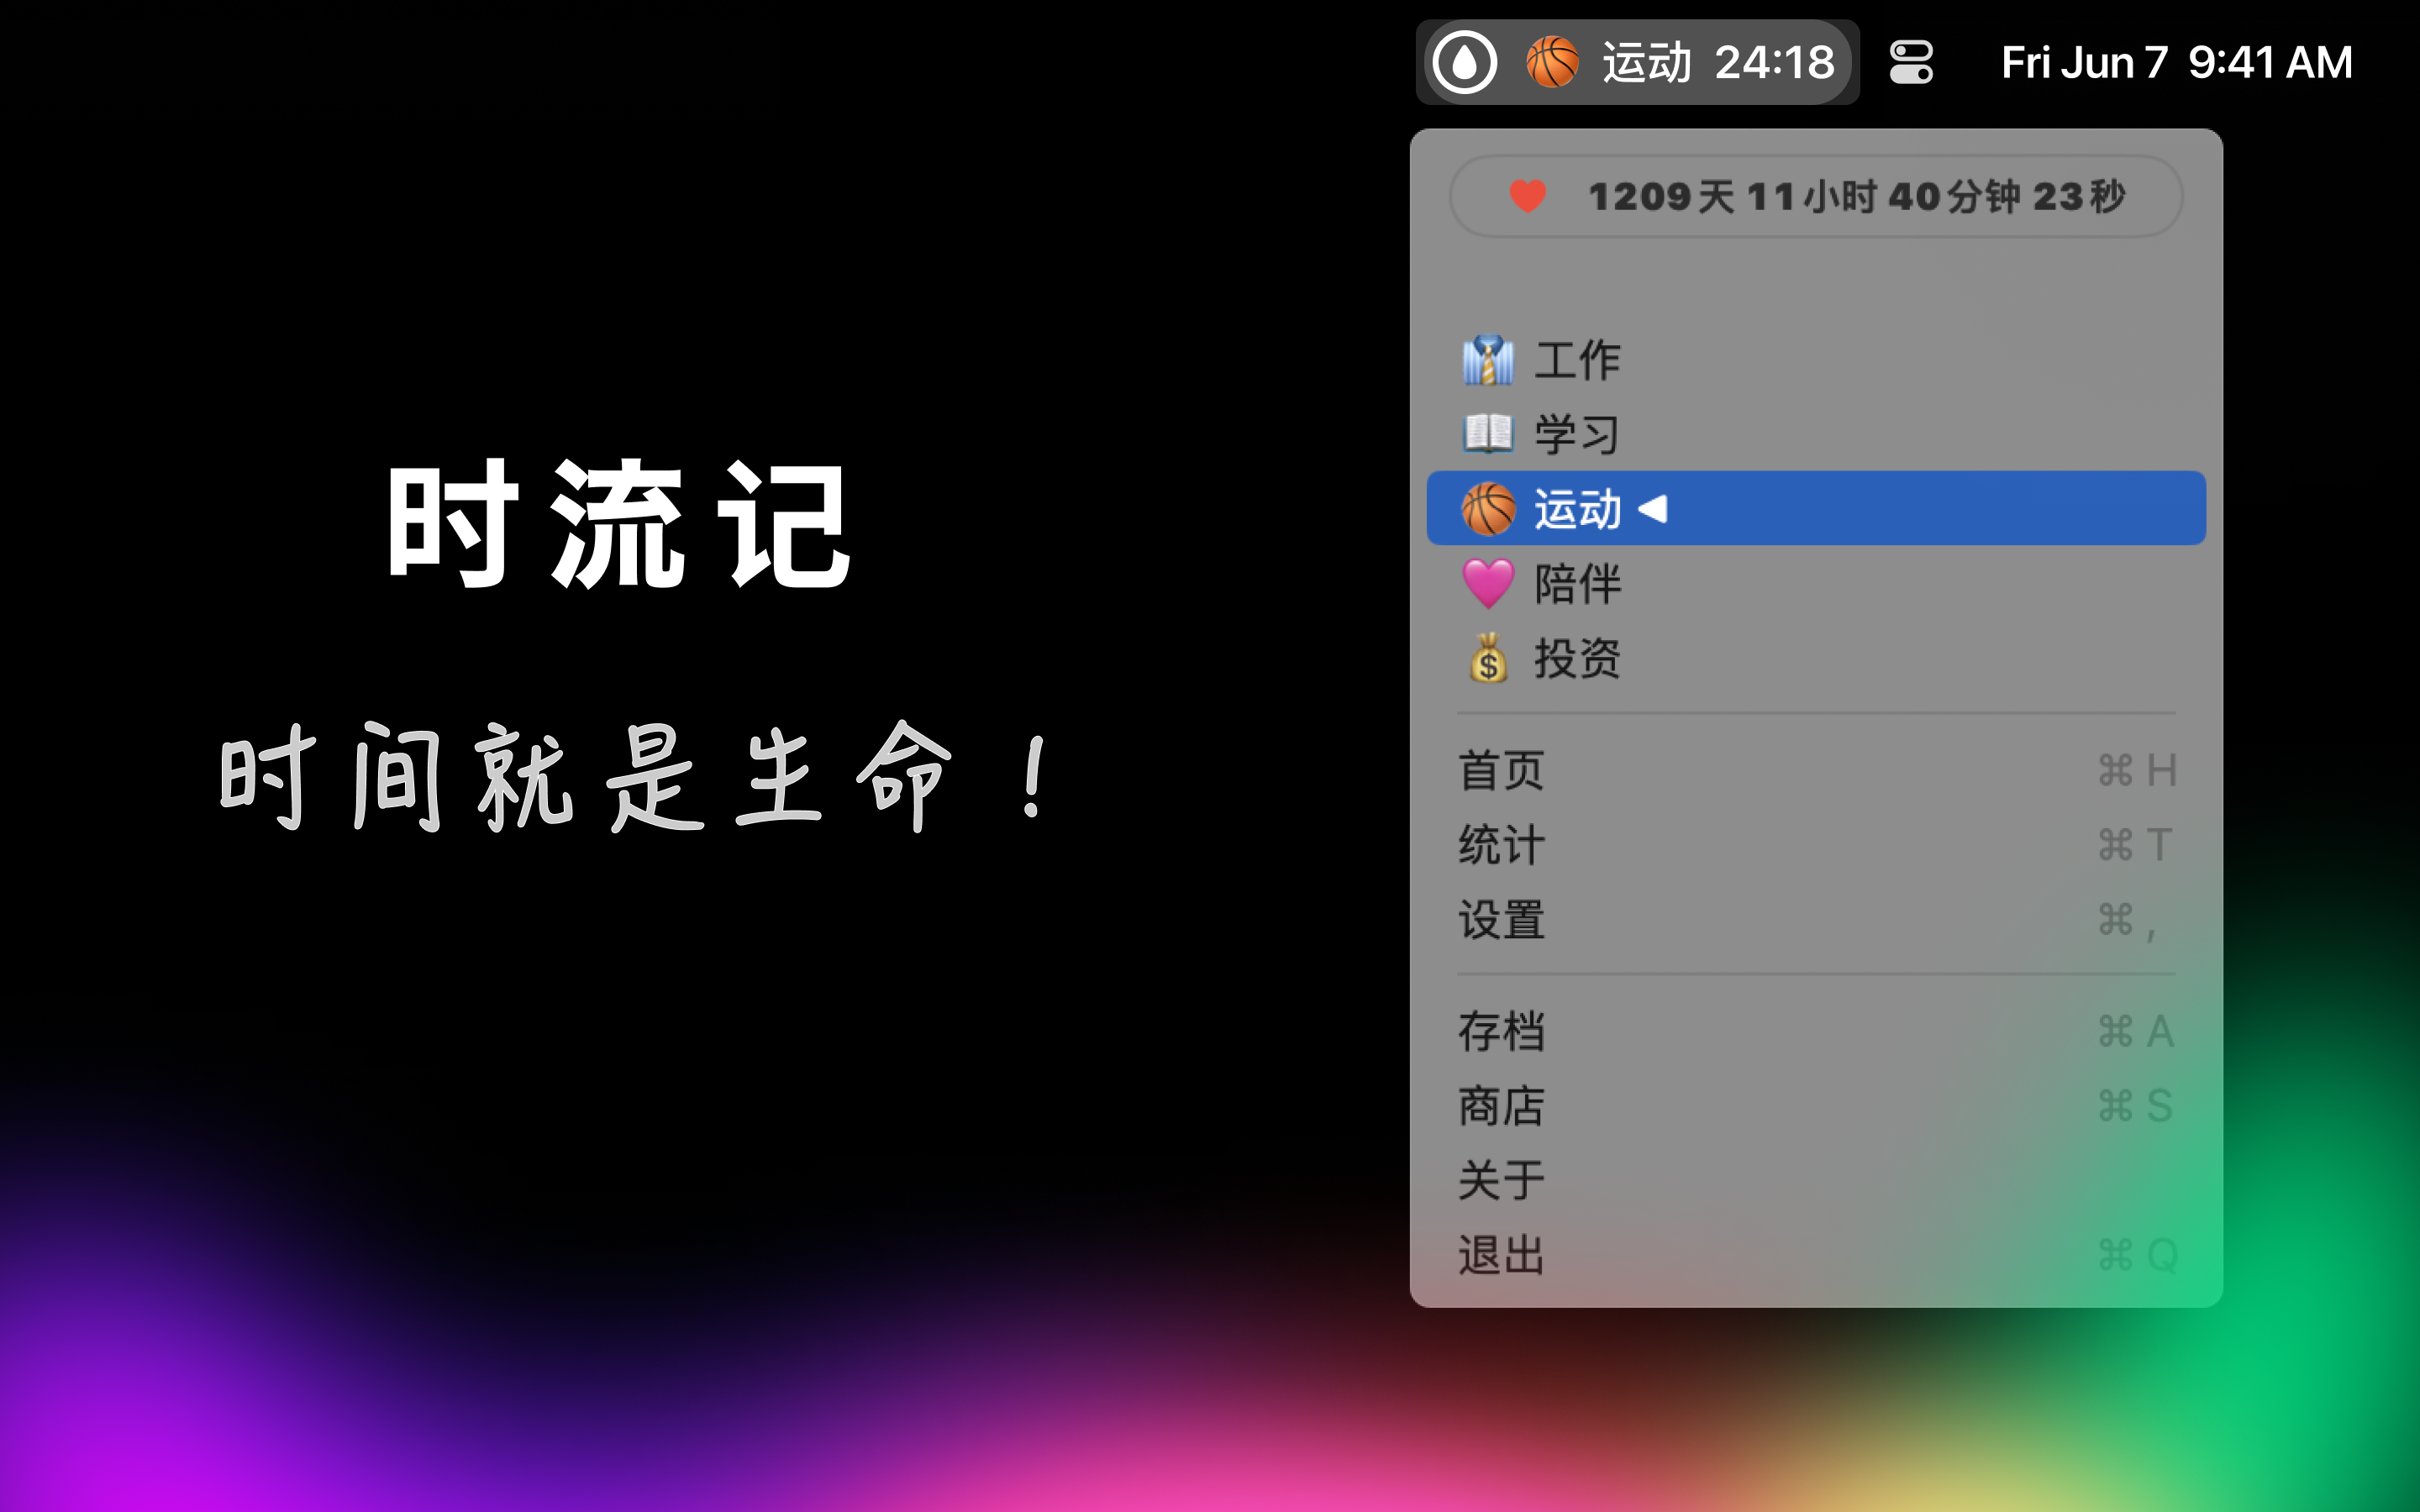 运动 24:18 Fri Jun 7 9:41 AM
1209天 11小时 40分钟 23秒
时流记
时间就是生命！
工作
学习
运动
陪伴
投资
首页 ⌘ H
统计 ⌘ T
设置 ⌘ ,
存档 ⌘ A
商店 ⌘ S
关于
退出 ⌘ Q